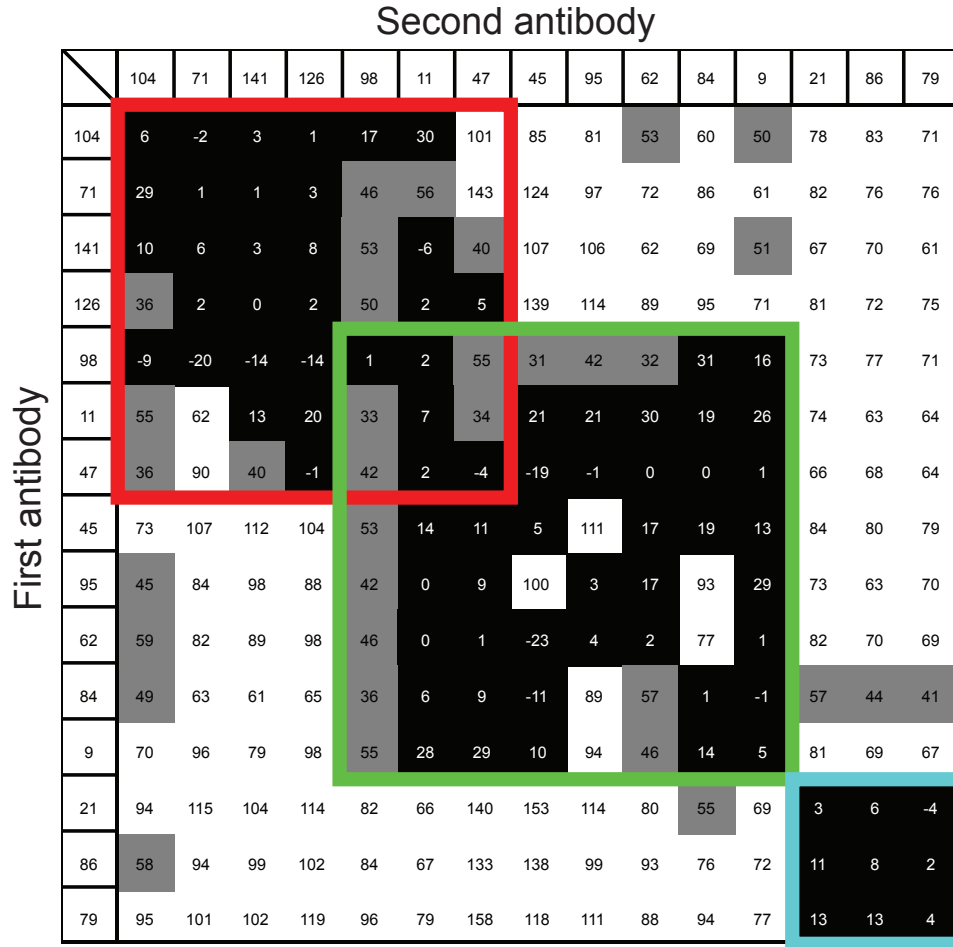 Second antibody
104 71 141 126 98 11 47 45 95 62 84 9 21 86 79
First antibody
104 6 -2 3 1 17 30 101 85 81 53 60 50 78 83 71
71 29 1 1 3 46 56 143 124 97 72 86 61 82 76 76
141 10 6 3 8 53 -6 40 107 106 62 69 51 67 70 61
126 36 2 0 2 50 2 5 139 114 89 95 71 81 72 75
98 -9 -20 -14 -14 1 2 55 31 42 32 31 16 73 77 71
11 55 62 13 20 33 7 34 21 21 30 19 26 74 63 64
47 36 90 40 -1 42 2 -4 -19 -1 0 0 1 66 68 64
45 73 107 112 104 53 14 11 5 111 17 19 13 84 80 79
95 45 84 98 88 42 0 9 100 3 17 93 29 73 63 70
62 59 82 89 98 46 0 1 -23 4 2 77 1 82 70 69
84 49 63 61 65 36 6 9 -11 89 57 1 -1 57 44 41
9 70 96 79 98 55 28 29 10 94 46 14 5 81 69 67
21 94 115 104 114 82 66 140 153 114 80 55 69 3 6 -4
86 58 94 99 102 84 67 133 138 99 93 76 72 11 8 2
79 95 101 102 119 96 79 158 118 111 88 94 77 13 13 4